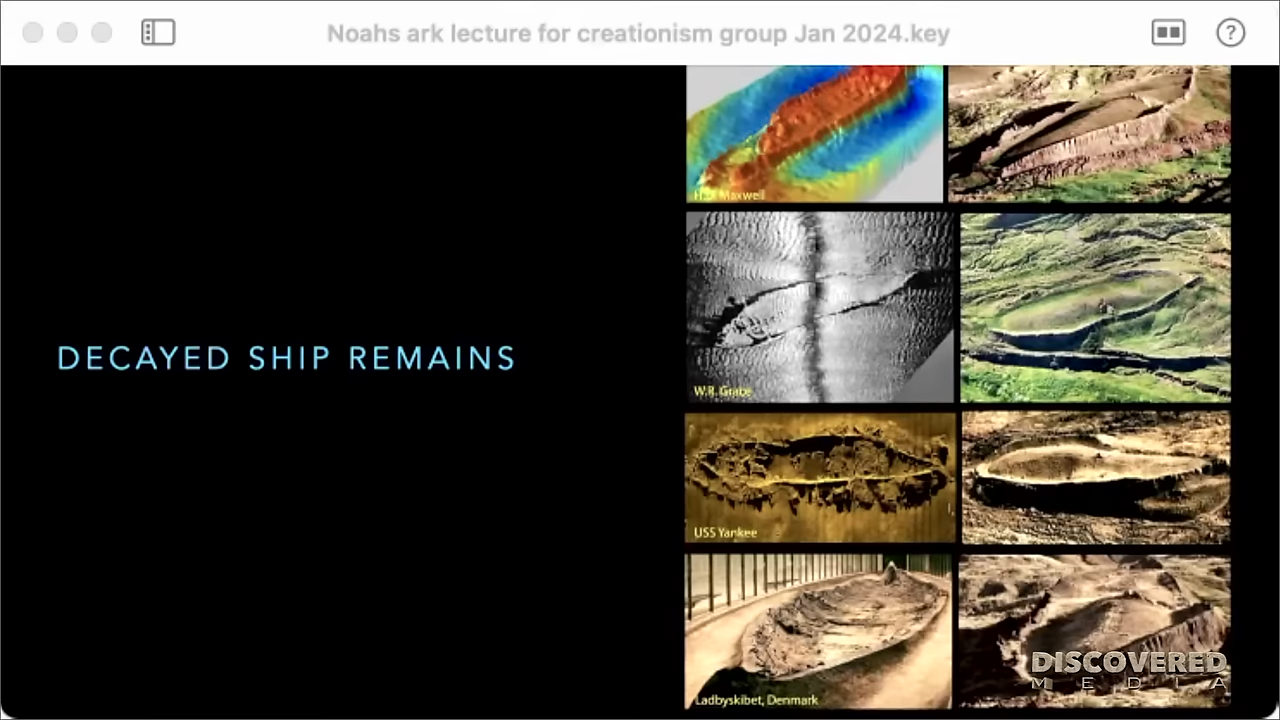 Noahs ark lecture for creationism group Jan 2024.key
DECAYED SHIP REMAINS
Maxwell
W.R. Grace
USS Yankee
Ladbyskibet, Denmark
DISCOVERED
MEDIA